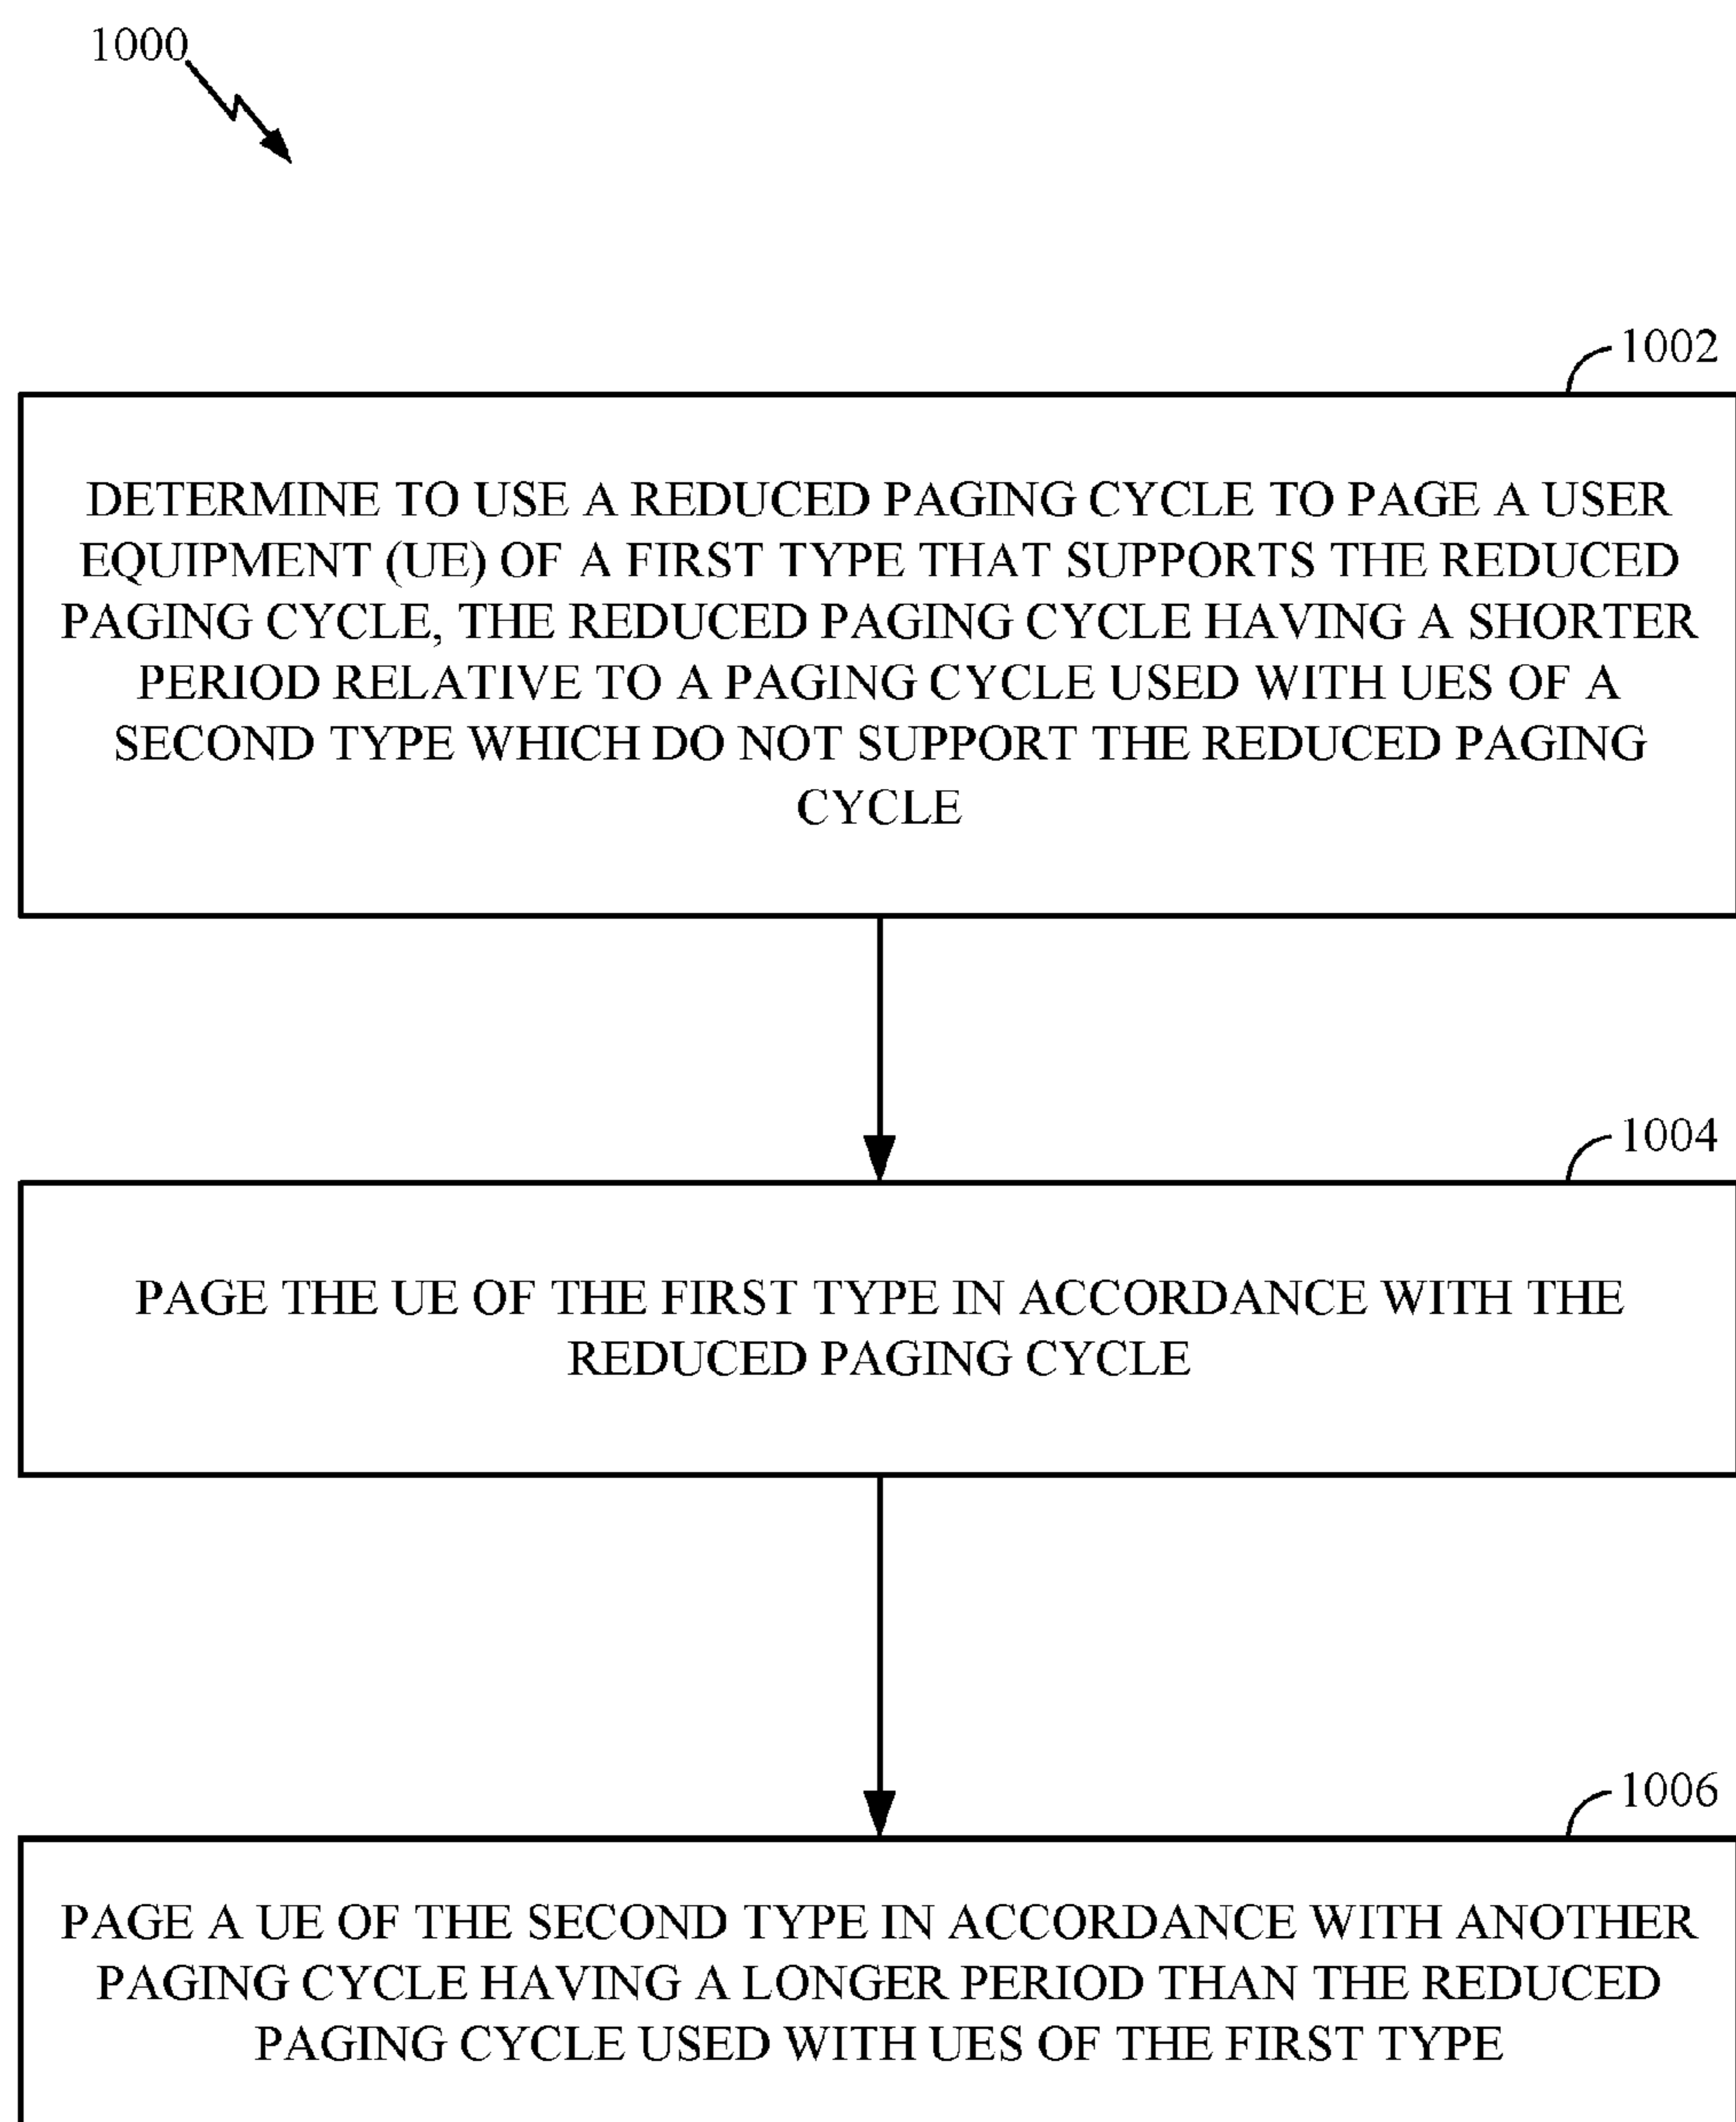 1000
1002
DETERMINE TO USE A REDUCED PAGING CYCLE TO PAGE A USER
EQUIPMENT (UE) OF A FIRST TYPE THAT SUPPORTS THE REDUCED
PAGING CYCLE, THE REDUCED PAGING CYCLE HAVING A SHORTER
PERIOD RELATIVE TO A PAGING CYCLE USED WITH UES OF A
SECOND TYPE WHICH DO NOT SUPPORT THE REDUCED PAGING
CYCLE
1004
PAGE THE UE OF THE FIRST TYPE IN ACCORDANCE WITH THE
REDUCED PAGING CYCLE
1006
PAGE A UE OF THE SECOND TYPE IN ACCORDANCE WITH ANOTHER
PAGING CYCLE HAVING A LONGER PERIOD THAN THE REDUCED
PAGING CYCLE USED WITH UES OF THE FIRST TYPE